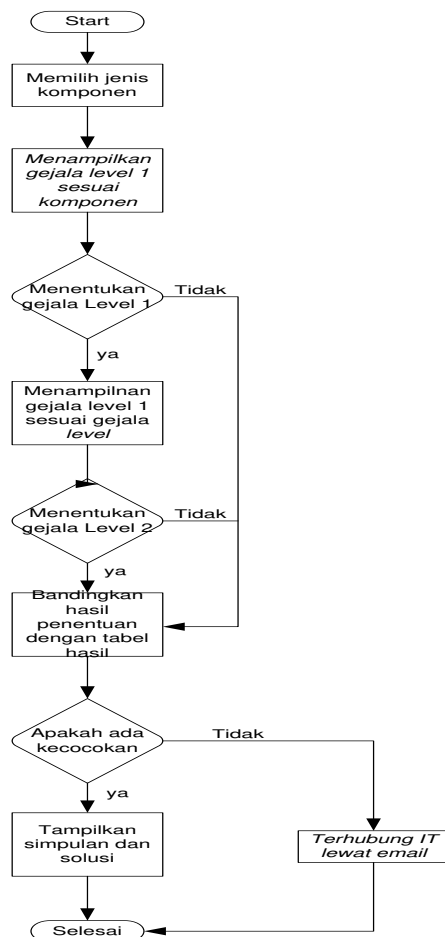 Start
Memilih jenis
komponen
Menampilkan
gejala level 1
sesuai
komponen
Menentukan
gejala Level 1
Tidak
ya
Menampilnan
gejala level 1
sesuai gejala
level
Menentukan
gejala Level 2
Tidak
ya
Bandingkan
hasil
penentuan
dengan tabel
hasil
Apakah ada
kecocokan
Tidak
ya
Tampilkan
simpulan dan
solusi
Terhubung IT
lewat email
Selesai